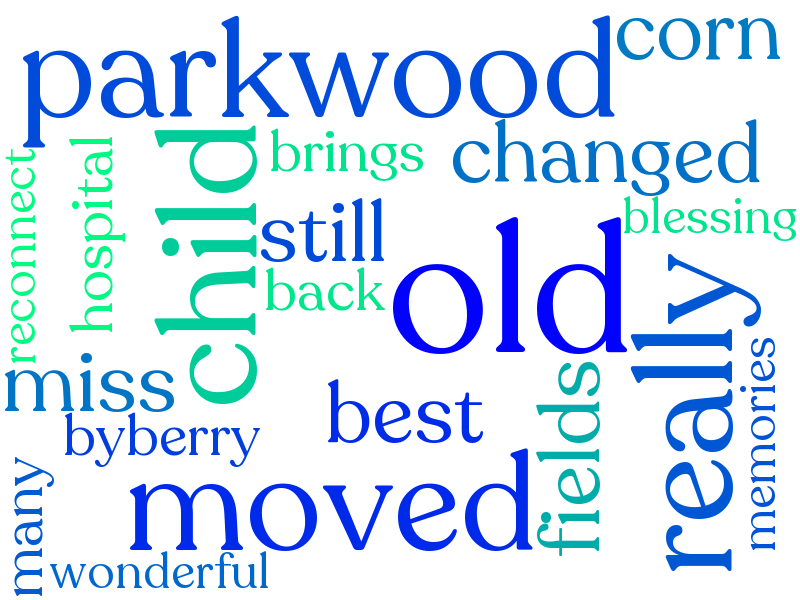 parkwood
corn
changed
brings
child
hospital
reconnect
still
blessing
back
old
really
miss
fields
memories
best
byberry
moved
many
wonderful